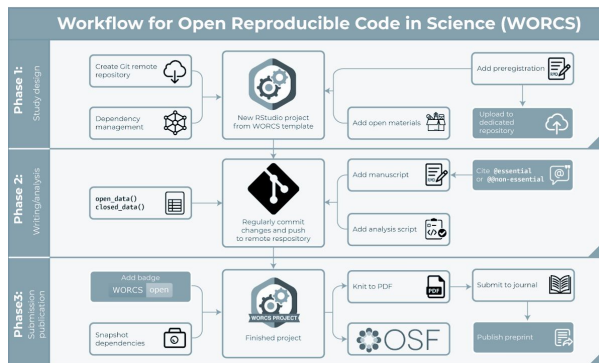 Workflow for Open Reproducible Code in Science (WORCS)
Phase 1:
Study design
Create Git remote
repository
Dependency
management
New RStudio project
from WORCS template
Add preregistration
Add open materials
Upload to
dedicated
repository
Phase 2:
Writing/analysis
open_data()
closed_data()
Regularly commit
changes and push
to remote respository
Add manuscript
Cite @essential
or @@non-essential
Add analysis script
Phase3:
Submission
publication
Add badge
WORCS open
Snapshot
dependencies
WORCS PROJECT
Finished project
Knit to PDF
PDF
Submit to journal
OSF
Publish preprint